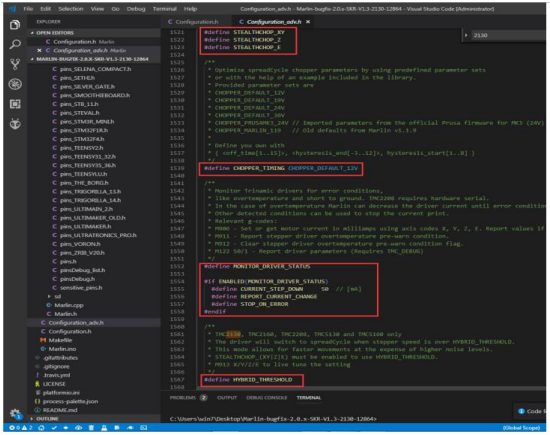 File Edit Selection View Go Debug Terminal Help
Configuration_adv.h - Marlin-bugfix-2.0.x-SKR-V1.3-2130-12864 - Visual Studio Code [Administrator]
EXPLORER
OPEN EDITORS
C Configuration.h Marlin
× C Configuration_adv.h Marlin
MARLIN-BUGFIX-2.0.X-SKR-V1.3-2130-12864
C pins_SELENA_COMPACT.h
C pins_SETHI.h
C pins_SILVER_GATE.h
C pins_SMOOTHIEBOARD.h
C pins_STB_11.h
C pins_STEVAL.h
C pins_STM3R_MINI.h
C pins_STM32F1R.h
C pins_STM32F4.h
C pins_TEENSY2.h
C pins_TEENSY31_32.h
C pins_TEENSY35_36.h
C pins_TEENSYLU.h
C pins_THE_BORG.h
C pins_TRIGORILLA_13.h
C pins_TRIGORILLA_14.h
C pins_ULTIMAIN_2.h
C pins_ULTIMAKER_OLD.h
C pins_ULTIMAKER.h
C pins_ULTRATRONICS_PRO.h
C pins_VORON.h
C pins_ZRIB_V20.h
C pins.h
C pinsDebug_list.h
C pinsDebug.h
C sensitive_pins.h
sd
Marlin.cpp
Marlin.h
C Configuration_adv.h
C Configuration.h
M Makefile
Marlin.ino
.gitattributes
.gitignore
.travis.yml
LICENSE
platformio.ini
{} process-palette.json
README.md
OUTLINE
C Configuration.h
C Configuration_adv.h ×
2130
1521 #define STEALTHCHOP_XY
1522 #define STEALTHCHOP_Z
1523 #define STEALTHCHOP_E
1524
1525 /**
1526 * Optimize spreadCycle chopper parameters by using predefined parameter sets
1527 * or with the help of an example included in the library.
1528 * Provided parameter sets are
1529 * CHOPPER_DEFAULT_12V
1530 * CHOPPER_DEFAULT_19V
1531 * CHOPPER_DEFAULT_24V
1532 * CHOPPER_DEFAULT_36V
1533 * CHOPPER_PRUSAMK3_24V // Imported parameters from the official Prusa firmware for MK3 (24V)
1534 * CHOPPER_MARLIN_119 // Old defaults from Marlin v1.1.9
1535 *
1536 * Define you own with
1537 * { <off_time[1..15]>, <hysteresis_end[-3..12]>, hysteresis_start[1..8] }
1538 */
1539 #define CHOPPER_TIMING CHOPPER_DEFAULT_12V
1540
1541 /**
1542 * Monitor Trinamic drivers for error conditions,
1543 * like overtemperature and short to ground. TMC2208 requires hardware serial.
1544 * In the case of overtemperature Marlin can decrease the driver current until error condition
1545 * Other detected conditions can be used to stop the current print.
1546 * Relevant g-codes:
1547 * M906 - Set or get motor current in milliamps using axis codes X, Y, Z, E. Report values if
1548 * M911 - Report stepper driver overtemperature pre-warn condition.
1549 * M912 - Clear stepper driver overtemperature pre-warn condition flag.
1550 * M122 S0/1 - Report driver parameters (Requires TMC_DEBUG)
1551 */
1552 #define MONITOR_DRIVER_STATUS
1553
1554 #if ENABLED(MONITOR_DRIVER_STATUS)
1555 #define CURRENT_STEP_DOWN 50 // [mA]
1556 #define REPORT_CURRENT_CHANGE
1557 #define STOP_ON_ERROR
1558 #endif
1559
1560 /**
1561 * TMC2130, TMC2160, TMC2208, TMC5130 and TMC5160 only
1562 * The driver will switch to spreadCycle when stepper speed is over HYBRID_THRESHOLD.
1563 * This mode allows for faster movements at the expense of higher noise levels.
1564 * STEALTHCHOP_(XY|Z|E) must be enabled to use HYBRID_THRESHOLD.
1565 * M913 X/Y/Z/E to live tune the setting
1566 */
1567 #define HYBRID_THRESHOLD
1568
PROBLEMS 2 OUTPUT DEBUG CONSOLE TERMINAL
C:\Users\win7\Desktop\Marlin-bugfix-2.0.x-SKR-V1.3-2130-12864>
Code f
(Global Scope)